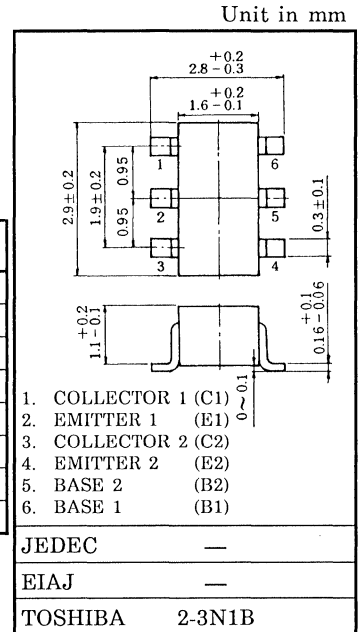 Unit in mm
+0.2
2.8 − 0.3
+0.2
1.6 − 0.1
1
6
2
5
3
4
2.9 ± 0.2
1.9 ± 0.2
0.95
0.95
0.3 ± 0.1
+0.2
1.1 − 0.1
+0.1
0.16 − 0.06
0~0.1
1. COLLECTOR 1 (C1)
2. EMITTER 1 (E1)
3. COLLECTOR 2 (C2)
4. EMITTER 2 (E2)
5. BASE 2 (B2)
6. BASE 1 (B1)
JEDEC —
EIAJ —
TOSHIBA 2-3N1B